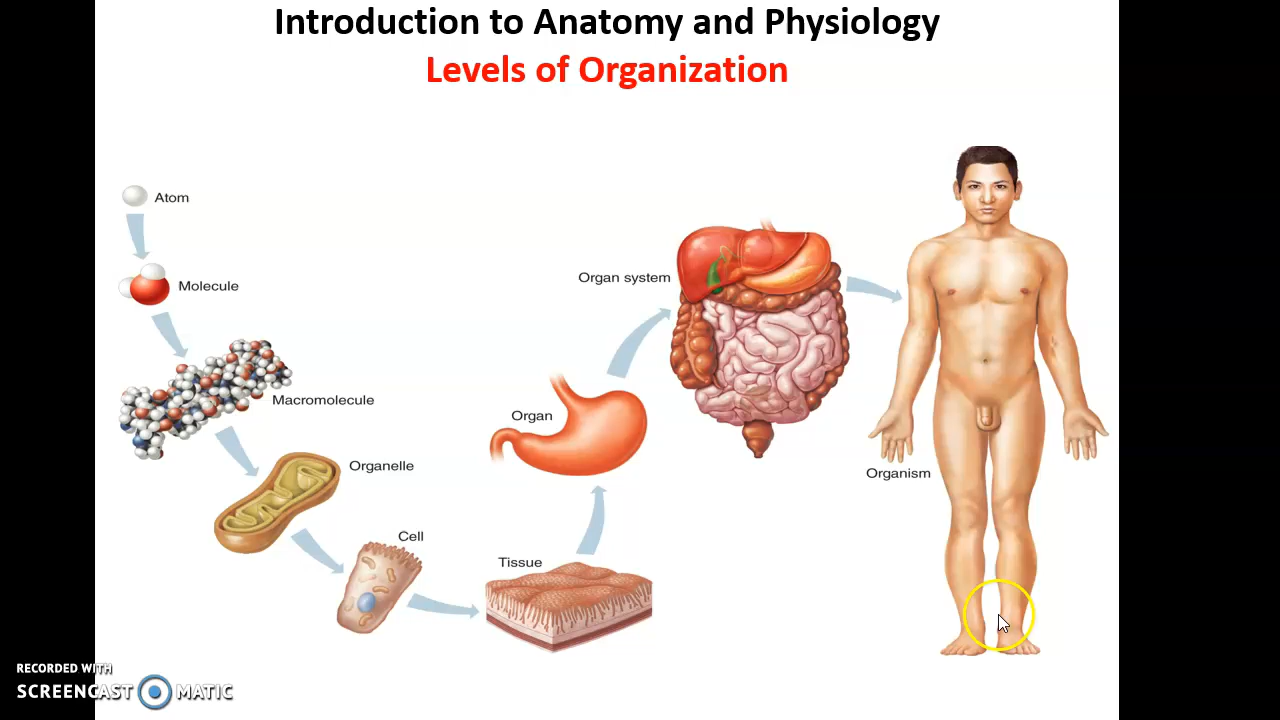 Introduction to Anatomy and Physiology
Levels of Organization
Atom
Molecule
Macromolecule
Organelle
Cell
Tissue
Organ
Organ system
Organism
RECORDED WITH
SCREENCAST MATIC